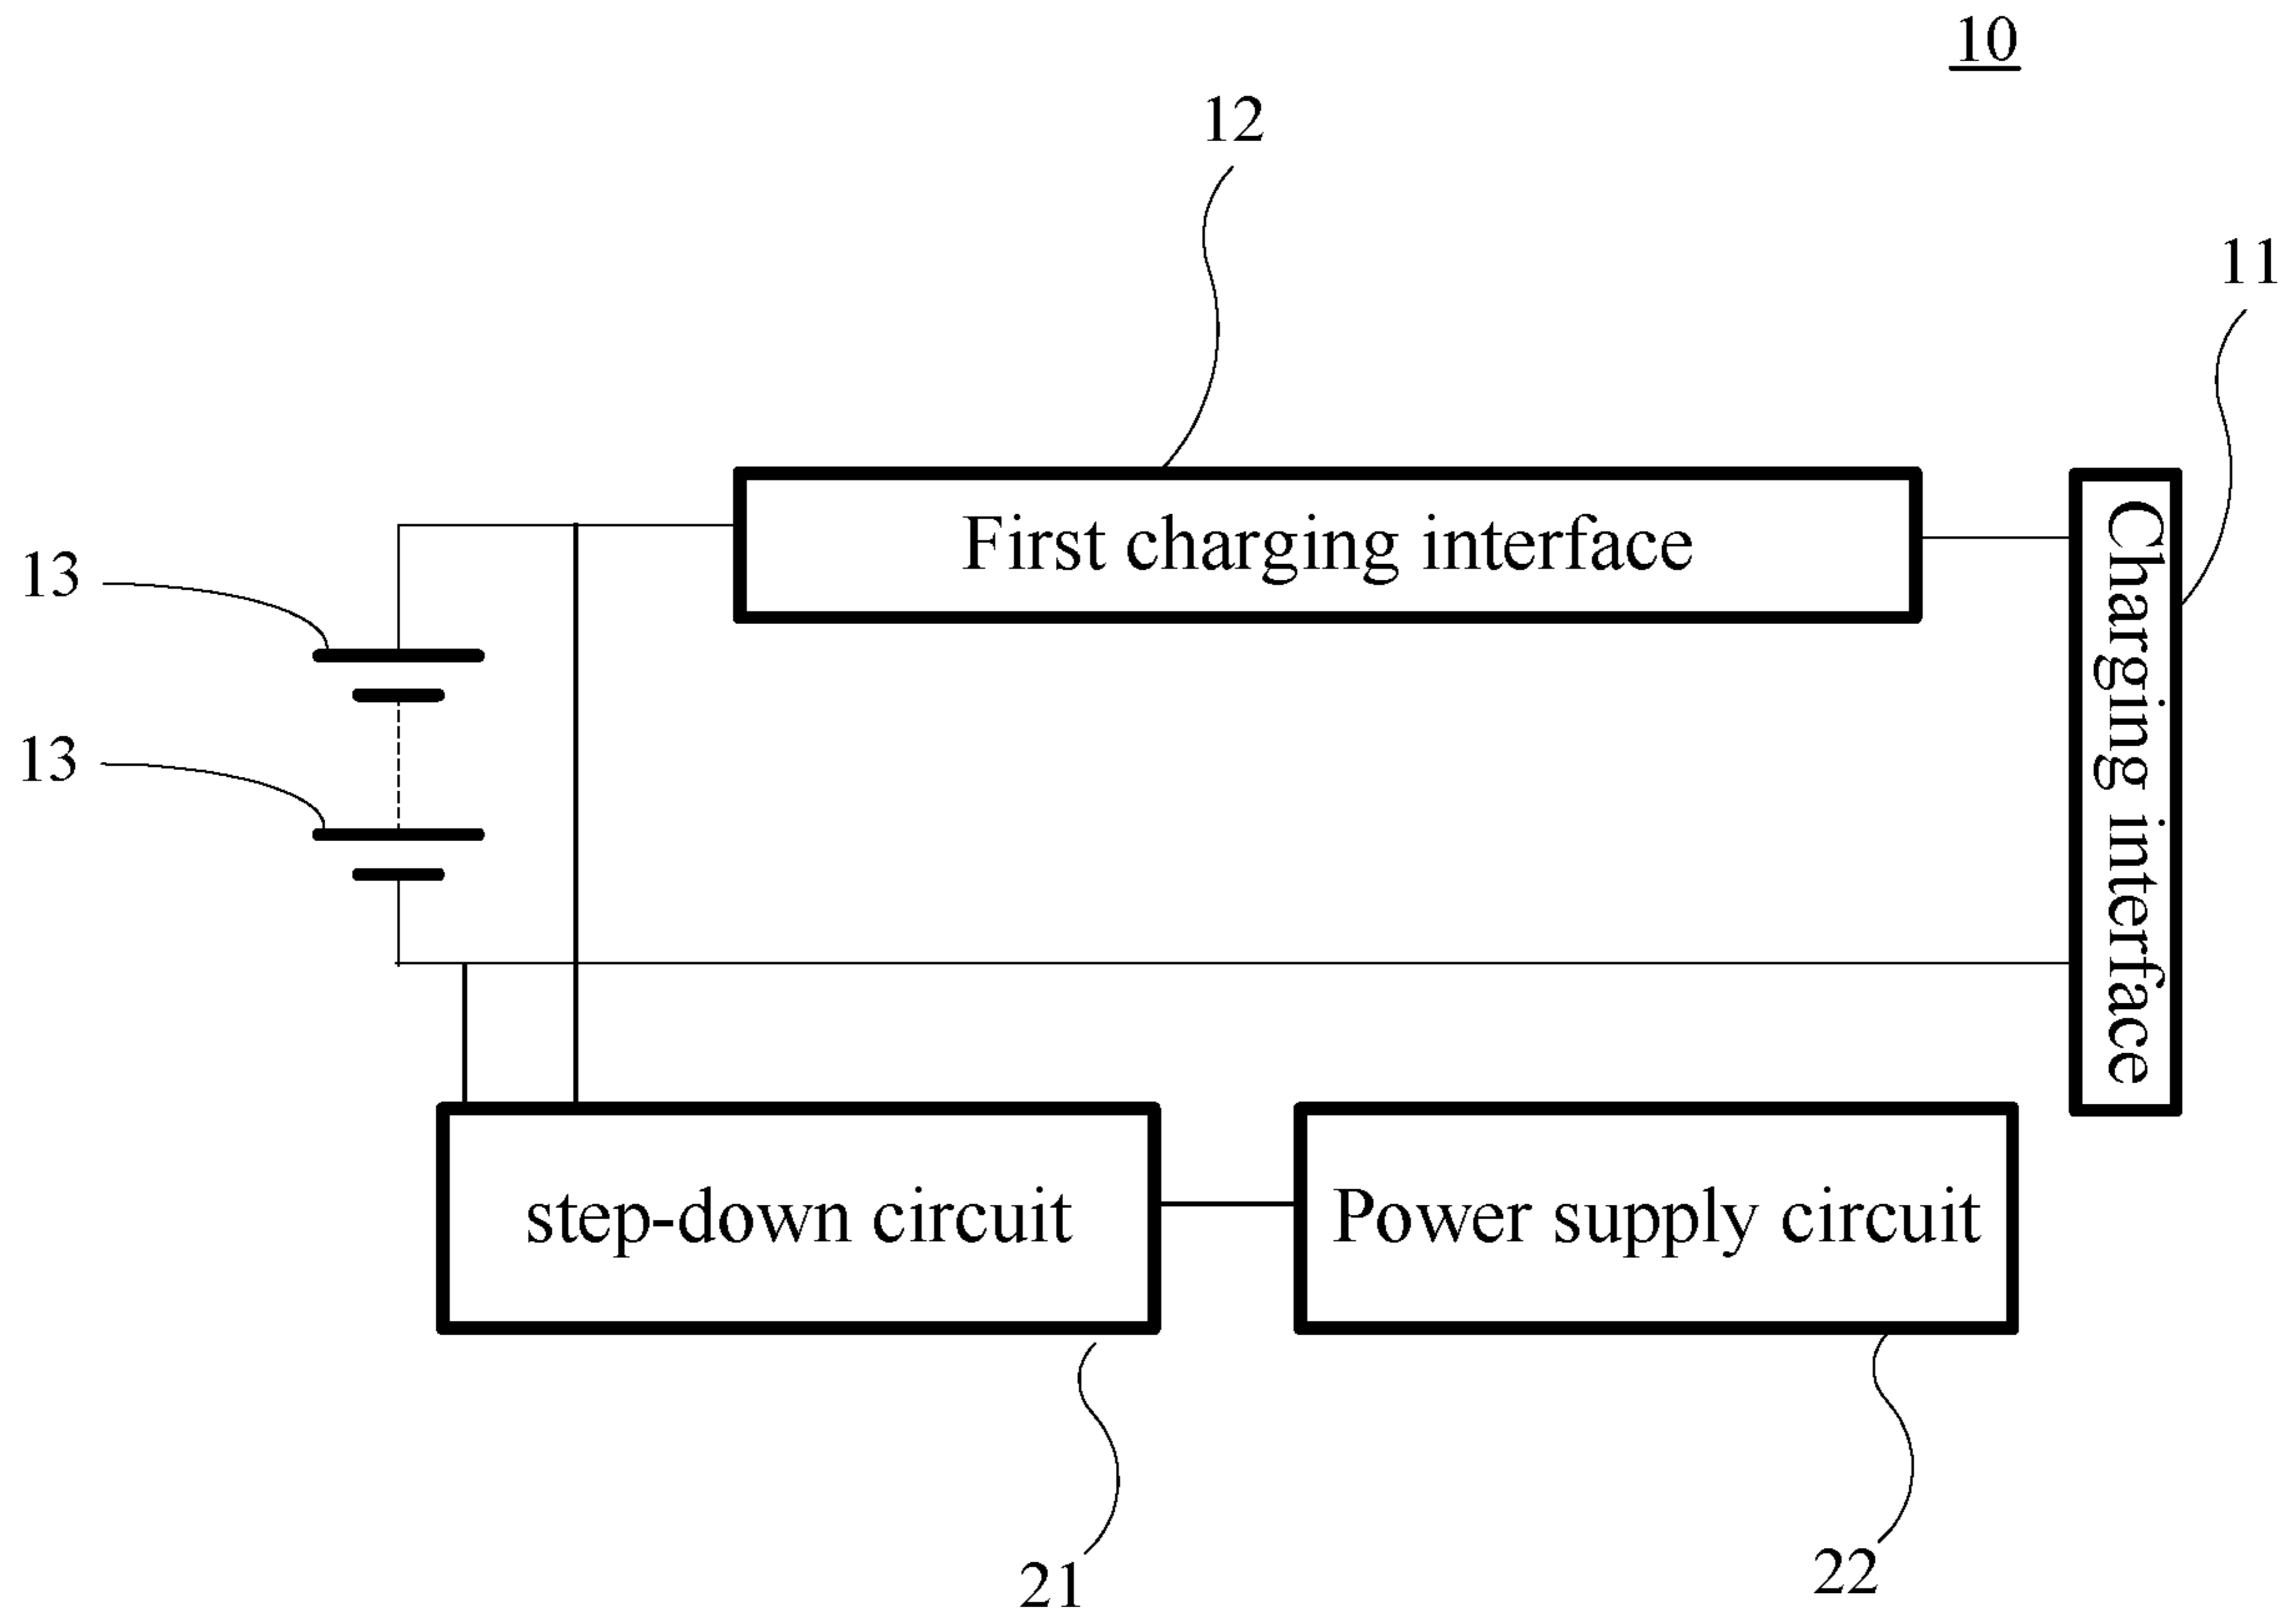 10
12
11
First charging interface
Charging interface
13
13
step-down circuit
Power supply circuit
21
22